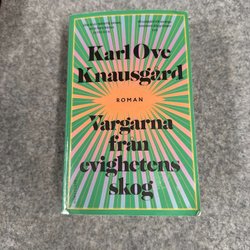 Karl Ove
Knausgård
ROMAN
Vargarna
från
evighetens
skog